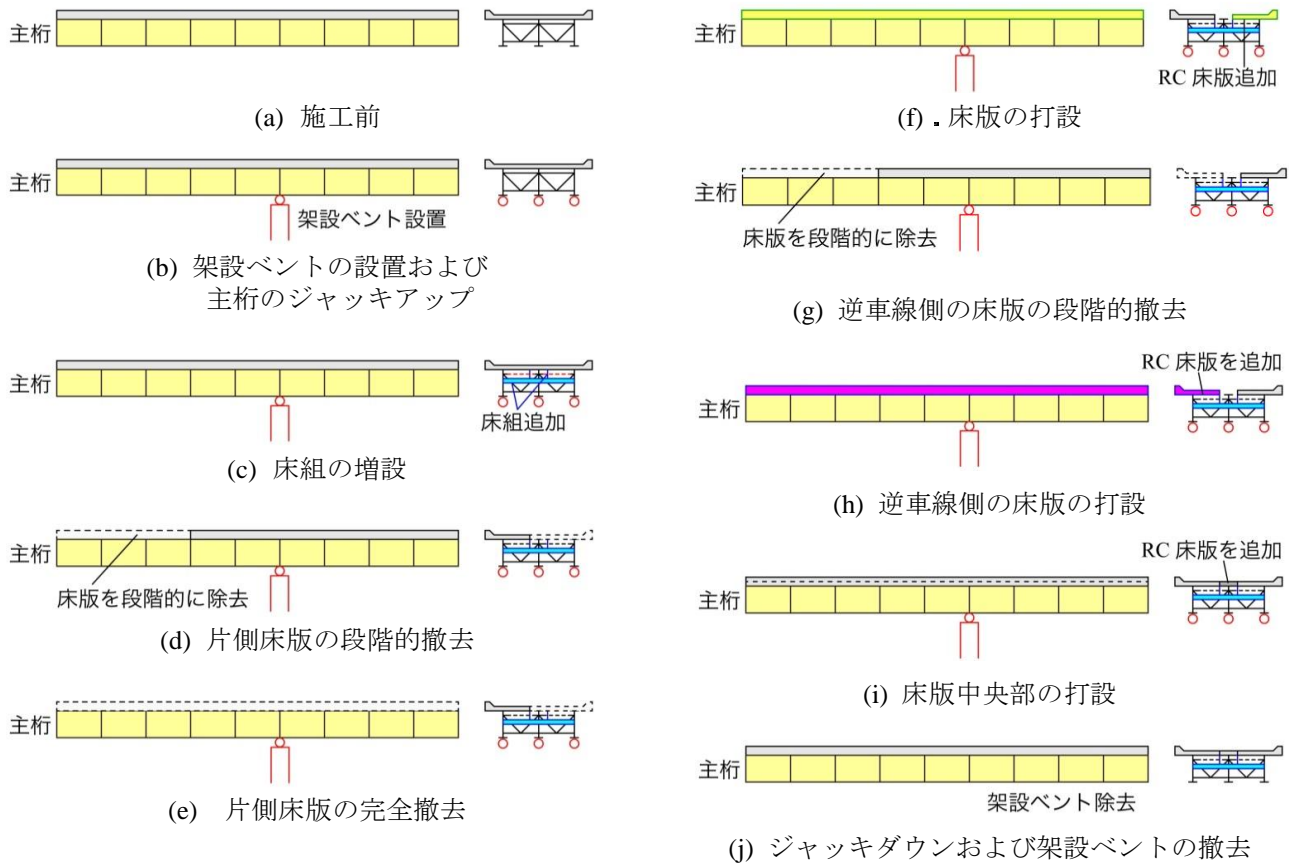 主桁
(a) 施工前
主桁
架設ベント設置
(b) 架設ベントの設置および
主桁のジャッキアップ
主桁
床組追加
(c) 床組の増設
主桁
床版を段階的に除去
(d) 片側床版の段階的撤去
主桁
(e) 片側床版の完全撤去
主桁
RC 床版追加
(f) . 床版の打設
主桁
床版を段階的に除去
(g) 逆車線側の床版の段階的撤去
RC 床版を追加
主桁
(h) 逆車線側の床版の打設
RC 床版を追加
主桁
(i) 床版中央部の打設
主桁
架設ベント除去
(j) ジャッキダウンおよび架設ベントの撤去